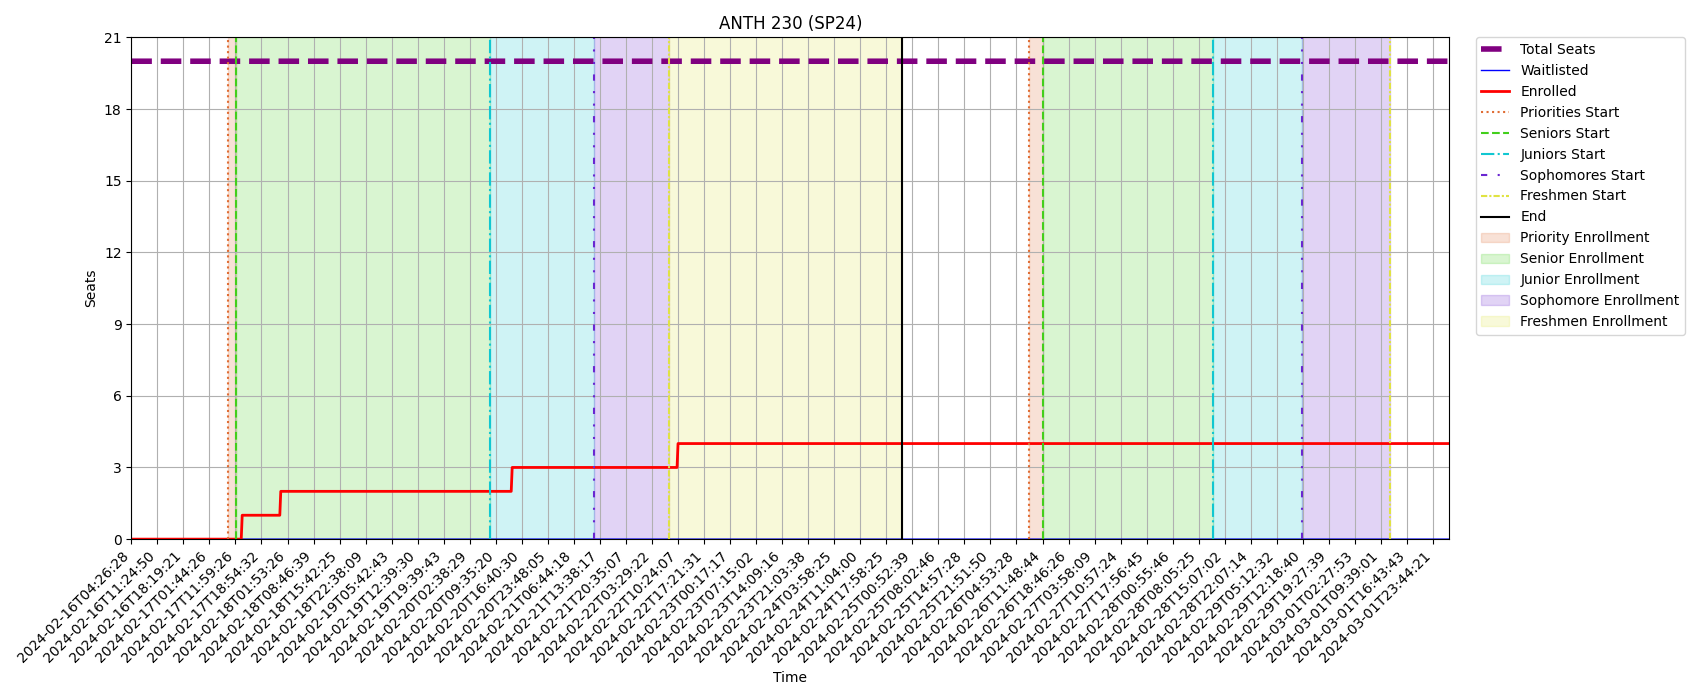 ANTH 230 (SP24)
Seats
21
18
15
12
9
6
3
0
2024-02-16T04:26:28
2024-02-16T11:24:50
2024-02-16T18:19:21
2024-02-17T01:44:26
2024-02-17T11:59:26
2024-02-17T18:54:32
2024-02-18T01:53:26
2024-02-18T08:46:39
2024-02-18T15:42:25
2024-02-18T22:38:09
2024-02-19T05:42:43
2024-02-19T12:39:30
2024-02-19T19:39:43
2024-02-20T02:38:29
2024-02-20T09:35:20
2024-02-20T16:40:30
2024-02-20T23:48:05
2024-02-21T06:44:18
2024-02-21T13:38:17
2024-02-21T20:35:07
2024-02-22T03:29:22
2024-02-22T10:24:07
2024-02-22T17:21:31
2024-02-23T00:17:17
2024-02-23T07:15:02
2024-02-23T14:09:16
2024-02-23T21:03:38
2024-02-24T03:58:25
2024-02-24T11:04:00
2024-02-24T17:58:25
2024-02-25T00:52:39
2024-02-25T08:02:46
2024-02-25T14:57:28
2024-02-25T21:51:50
2024-02-26T04:53:28
2024-02-26T11:48:44
2024-02-26T18:46:26
2024-02-27T03:58:09
2024-02-27T10:57:24
2024-02-27T17:56:45
2024-02-28T00:55:46
2024-02-28T08:05:25
2024-02-28T15:07:02
2024-02-28T22:07:14
2024-02-29T05:12:32
2024-02-29T12:18:40
2024-02-29T19:27:39
2024-03-01T02:27:53
2024-03-01T09:39:01
2024-03-01T16:43:43
2024-03-01T23:44:21
Time
Total Seats
Waitlisted
Enrolled
Priorities Start
Seniors Start
Juniors Start
Sophomores Start
Freshmen Start
End
Priority Enrollment
Senior Enrollment
Junior Enrollment
Sophomore Enrollment
Freshmen Enrollment